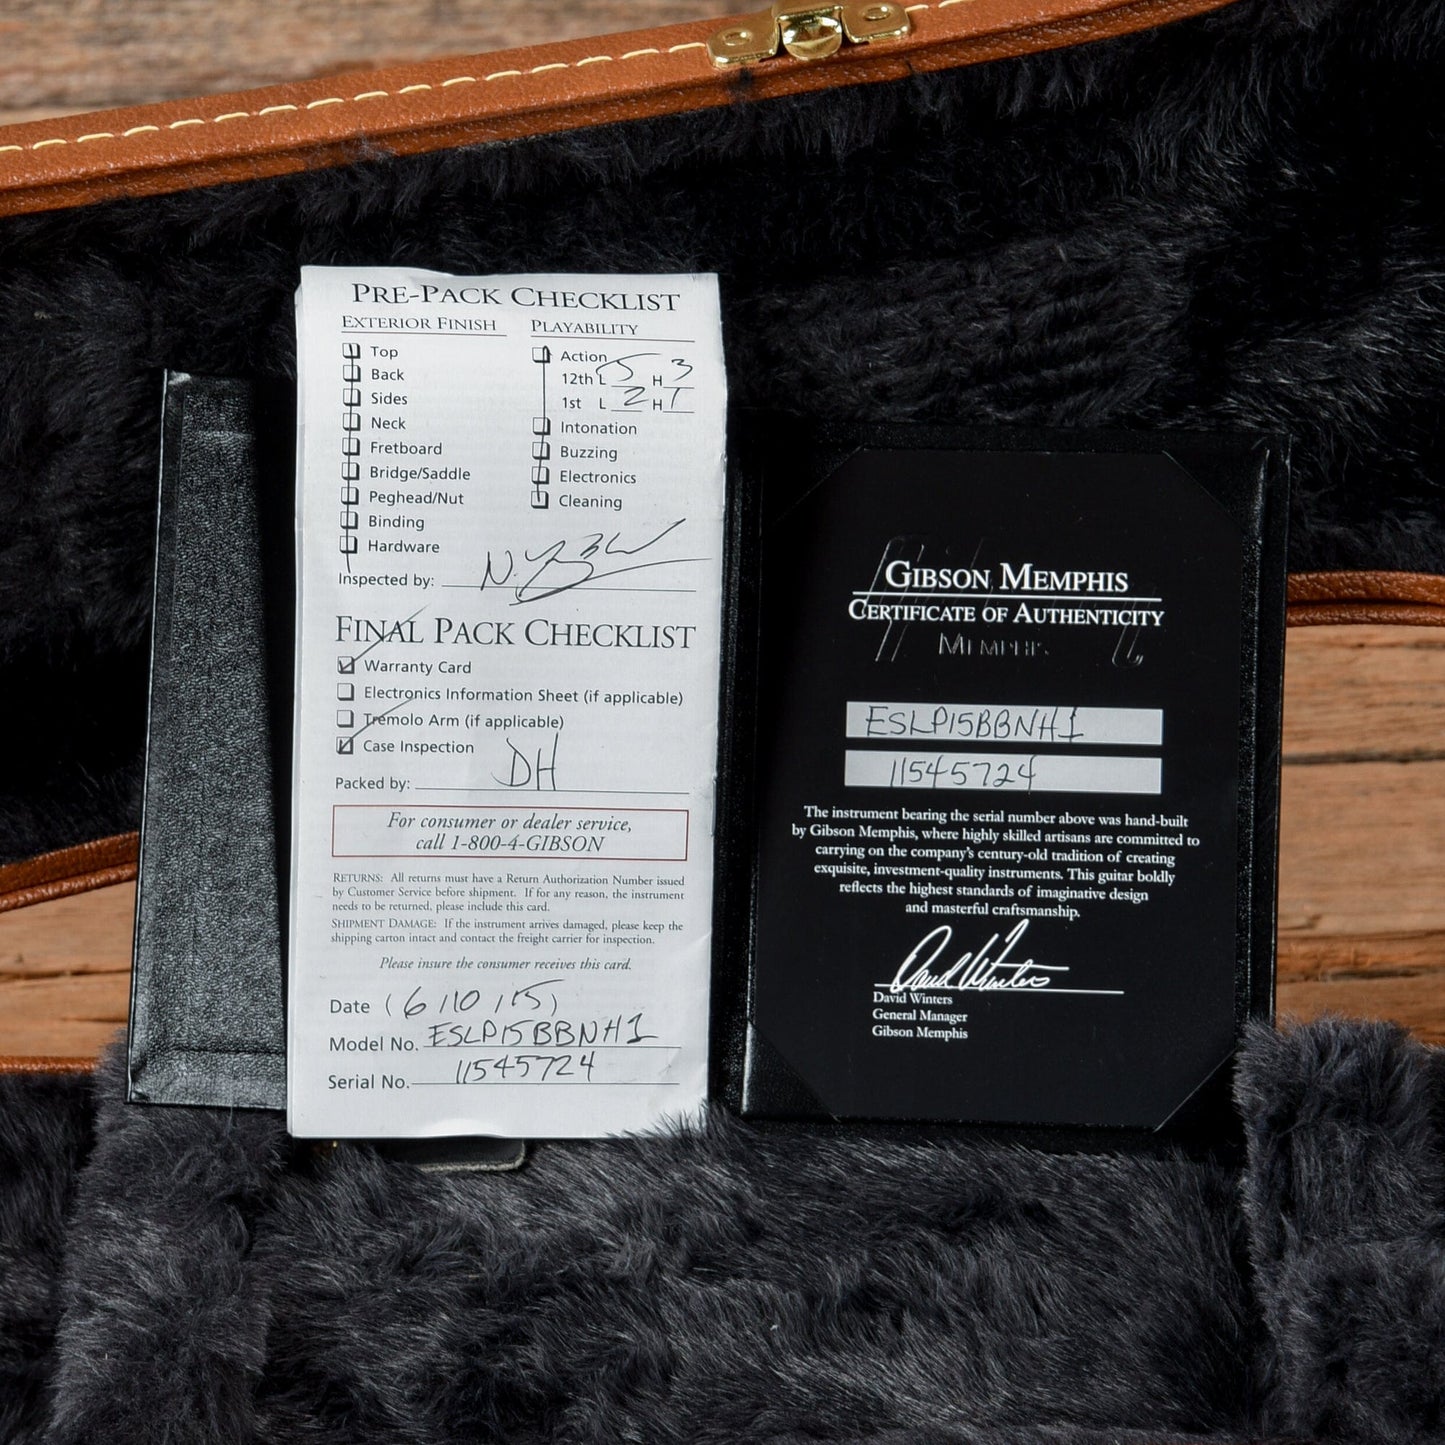 PRE-PACK CHECKLIST
EXTERIOR FINISH
Top
Back
Sides
Neck
Fretboard
Bridge/Saddle
Peghead/Nut
Binding
Hardware
PLAYABILITY
Action
12th L 5 H 3
1st L 2 H 1
Intonation
Buzzing
Electronics
Cleaning
Inspected by:
FINAL PACK CHECKLIST
Warranty Card
Electronics Information Sheet (if applicable)
Tremolo Arm (if applicable)
Case Inspection
Packed by: DH
For consumer or dealer service,
call 1-800-4-GIBSON
RETURNS: All returns must have a Return Authorization Number issued
by Customer Service before shipment. If for any reason, the instrument
needs to be returned, please include this card.
SHIPMENT DAMAGE: If the instrument arrives damaged, please keep the
shipping carton intact and contact the freight carrier for inspection.
Please insure the consumer receives this card.
Date (6/10/15)
Model No. ESLP15BBNH1
Serial No. 11545724
GIBSON MEMPHIS
CERTIFICATE OF AUTHENTICITY
MEMPHIS
ESLP15BBNH1
11545724
The instrument bearing the serial number above was hand-built
by Gibson Memphis, where highly skilled artisans are committed to
carrying on the company's century-old tradition of creating
exquisite, investment-quality instruments. This guitar boldly
reflects the highest standards of imaginative design
and masterful craftsmanship.
David Winters
David Winters
General Manager
Gibson Memphis